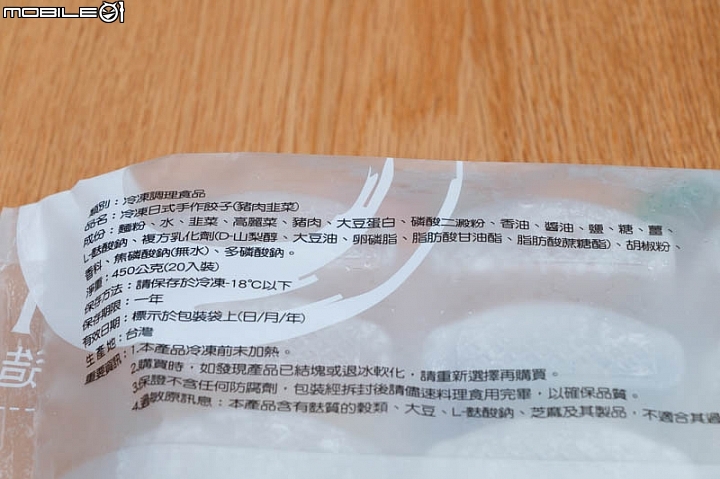 MOBILE01
類別：冷凍調理食品
品名：冷凍日式手作餃子(豬肉韭菜)
成份：麵粉、水、韭菜、高麗菜、豬肉、大豆蛋白、磷酸二澱粉、香油、醬油、鹽、糖、薑、
L-麩酸鈉、複方乳化劑(D-山梨醇、大豆油、卵磷脂、脂肪酸甘油酯、脂肪酸蔗糖酯)、胡椒粉、
香料、焦磷酸鈉(無水)、多磷酸鈉。
淨重：450公克(20入裝)
保存方法：請保存於冷凍-18℃以下
保存期限：一年
有效日期：標示於包裝袋上(日/月/年)
生產地：台灣
重要資訊：1.本產品冷凍前未加熱。
2.購買時，如發現產品已結塊或退冰軟化，請重新選擇再購買。
3.保證不含任何防腐劑，包裝經拆封後請儘速料理食用完畢，以確保品質。
4.過敏原訊息：本產品含有麩質的穀類、大豆、L-麩酸鈉、芝麻及其製品，不適合其過